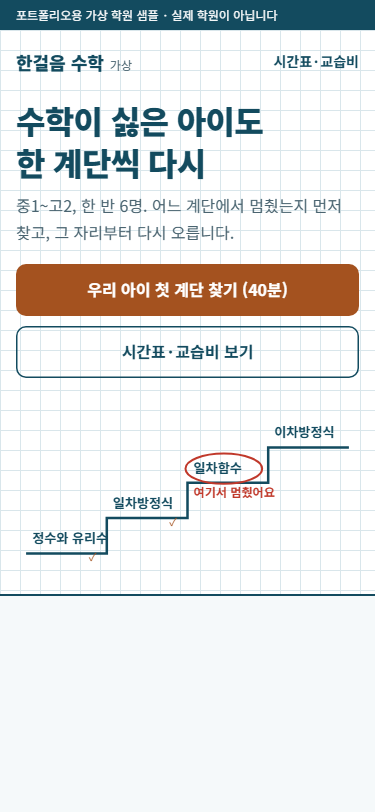 포트폴리오용 가상 학원 샘플 · 실제 학원이 아닙니다
한걸음 수학 가상
시간표·교습비
수학이 싫은 아이도
한 계단씩 다시
중1~고2, 한 반 6명. 어느 계단에서 멈췄는지 먼저
찾고, 그 자리부터 다시 오릅니다.
우리 아이 첫 계단 찾기 (40분)
시간표·교습비 보기
이차방정식
일차함수
여기서 멈췄어요
일차방정식
정수와 유리수